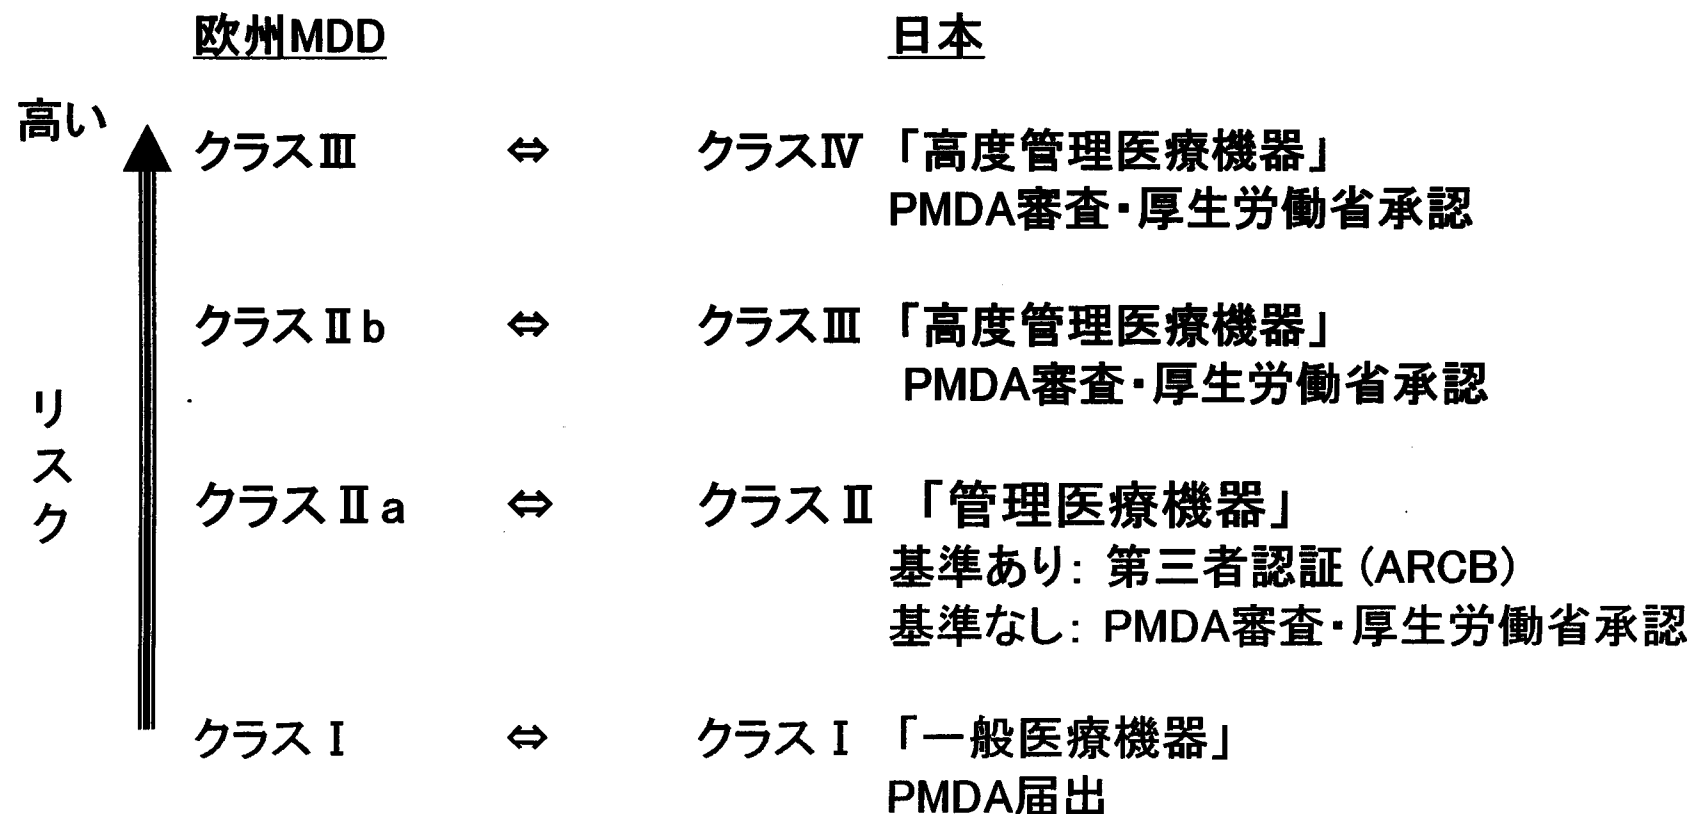 欧州MDD 日本
高い
クラスⅢ ⇔ クラスⅣ 「高度管理医療機器」
PMDA審査・厚生労働省承認
クラスⅡb ⇔ クラスⅢ 「高度管理医療機器」
PMDA審査・厚生労働省承認
リスク
クラスⅡa ⇔ クラスⅡ 「管理医療機器」
基準あり: 第三者認証 (ARCB)
基準なし: PMDA審査・厚生労働省承認
クラスⅠ ⇔ クラスⅠ 「一般医療機器」
PMDA届出